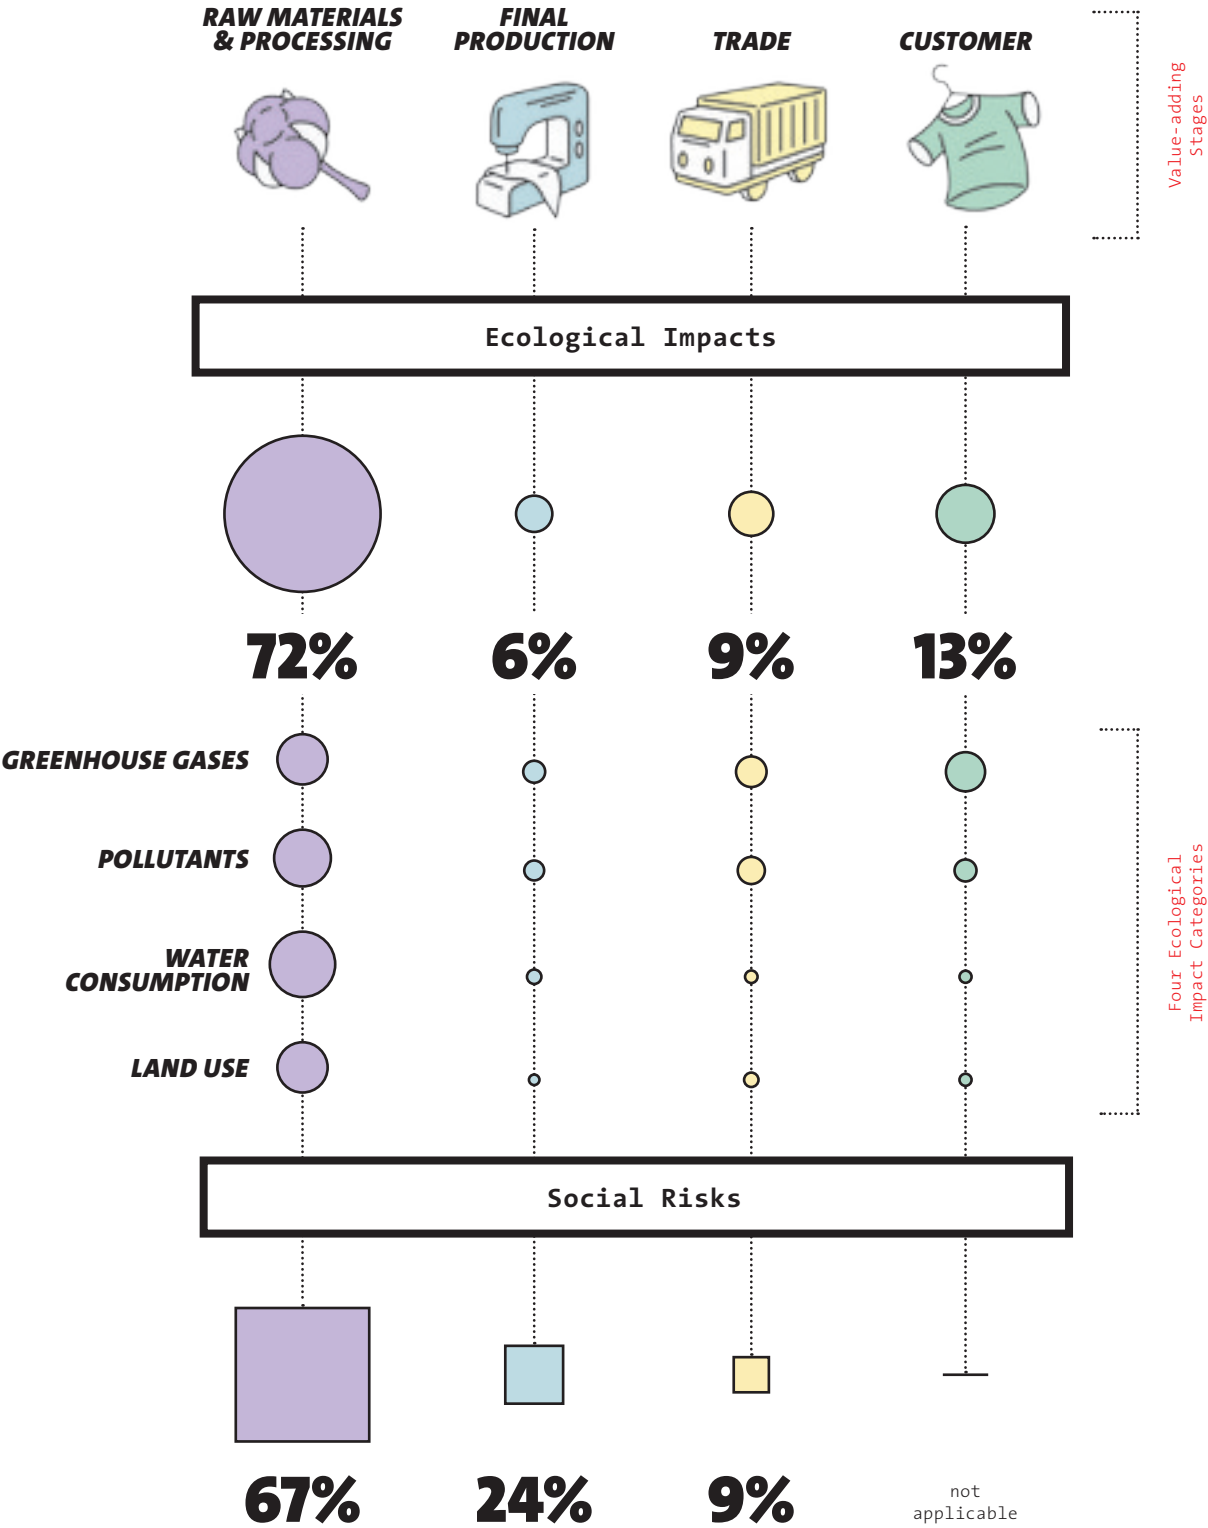 RAW MATERIALS
& PROCESSING
FINAL
PRODUCTION
TRADE
CUSTOMER
Value-adding
Stages
Ecological Impacts
72%
6%
9%
13%
GREENHOUSE GASES
POLLUTANTS
WATER
CONSUMPTION
LAND USE
Four Ecological
Impact Categories
Social Risks
67%
24%
9%
not
applicable